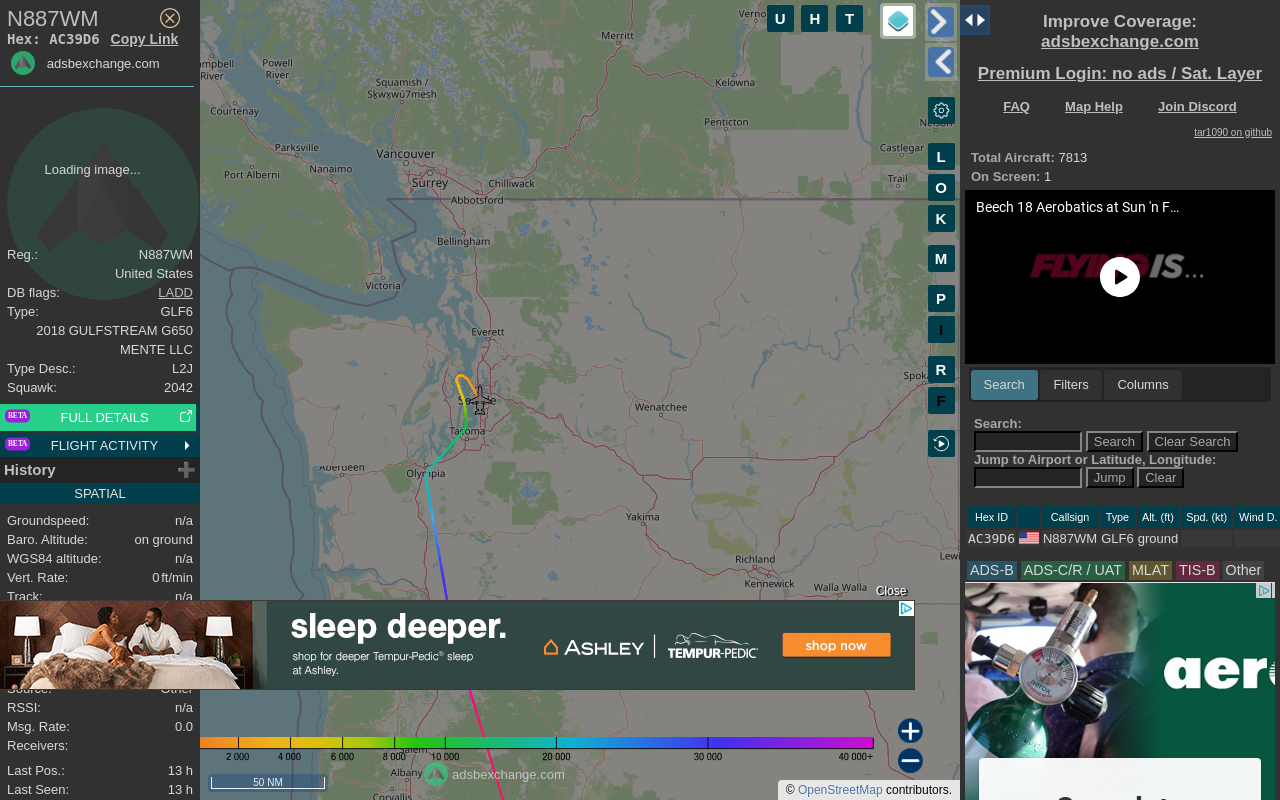 N887WM
Hex: AC39D6 Copy Link
adsbexchange.com
Loading image...
Reg.: N887WM
United States
DB flags: LADD
Type: GLF6
2018 GULFSTREAM G650
MENTE LLC
Type Desc.: L2J
Squawk: 2042
BETA FULL DETAILS
BETA FLIGHT ACTIVITY
History
SPATIAL
Groundspeed: n/a
Baro. Altitude: on ground
WGS84 altitude: n/a
Vert. Rate: 0 ft/min
Track: n/a
Source: Other
RSSI: n/a
Msg. Rate: 0.0
Receivers:
Last Pos.: 13 h
Last Seen: 13 h
Campbell
River
Powell
River
Courtenay
Squamish /
Sḵwx̱wú7mesh
Merritt
Verno
Kelowna
Penticton
Nelson
Castlegar
Trail
Parksville
Nanaimo
Port Alberni
Vancouver
Surrey
Chilliwack
Abbotsford
Bellingham
Victoria
Everett
Seattle
Tacoma
Aberdeen
Olympia
Wenatchee
Spok
Yakima
Richland
Kennewick
Walla Walla
Lewi
Salem
Albany
Corvallis
U H T
L
O
K
M
P
I
R
F
Close
sleep deeper.
shop for deeper Tempur-Pedic® sleep
at Ashley.
ASHLEY
TEMPUR-PEDIC®
shop now
2 000 4 000 6 000 8 000 10 000 20 000 30 000 40 000+
adsbexchange.com
50 NM
© OpenStreetMap contributors.
Improve Coverage:
adsbexchange.com
Premium Login: no ads / Sat. Layer
FAQ Map Help Join Discord
tar1090 on github
Total Aircraft: 7813
On Screen: 1
Beech 18 Aerobatics at Sun 'n F...
FLYING IS...
Search Filters Columns
Search:
Search Clear Search
Jump to Airport or Latitude, Longitude:
Jump Clear
Hex ID Callsign Type Alt. (ft) Spd. (kt) Wind D.
AC39D6 N887WM GLF6 ground
ADS-B ADS-C/R / UAT MLAT TIS-B Other
aerox
aer